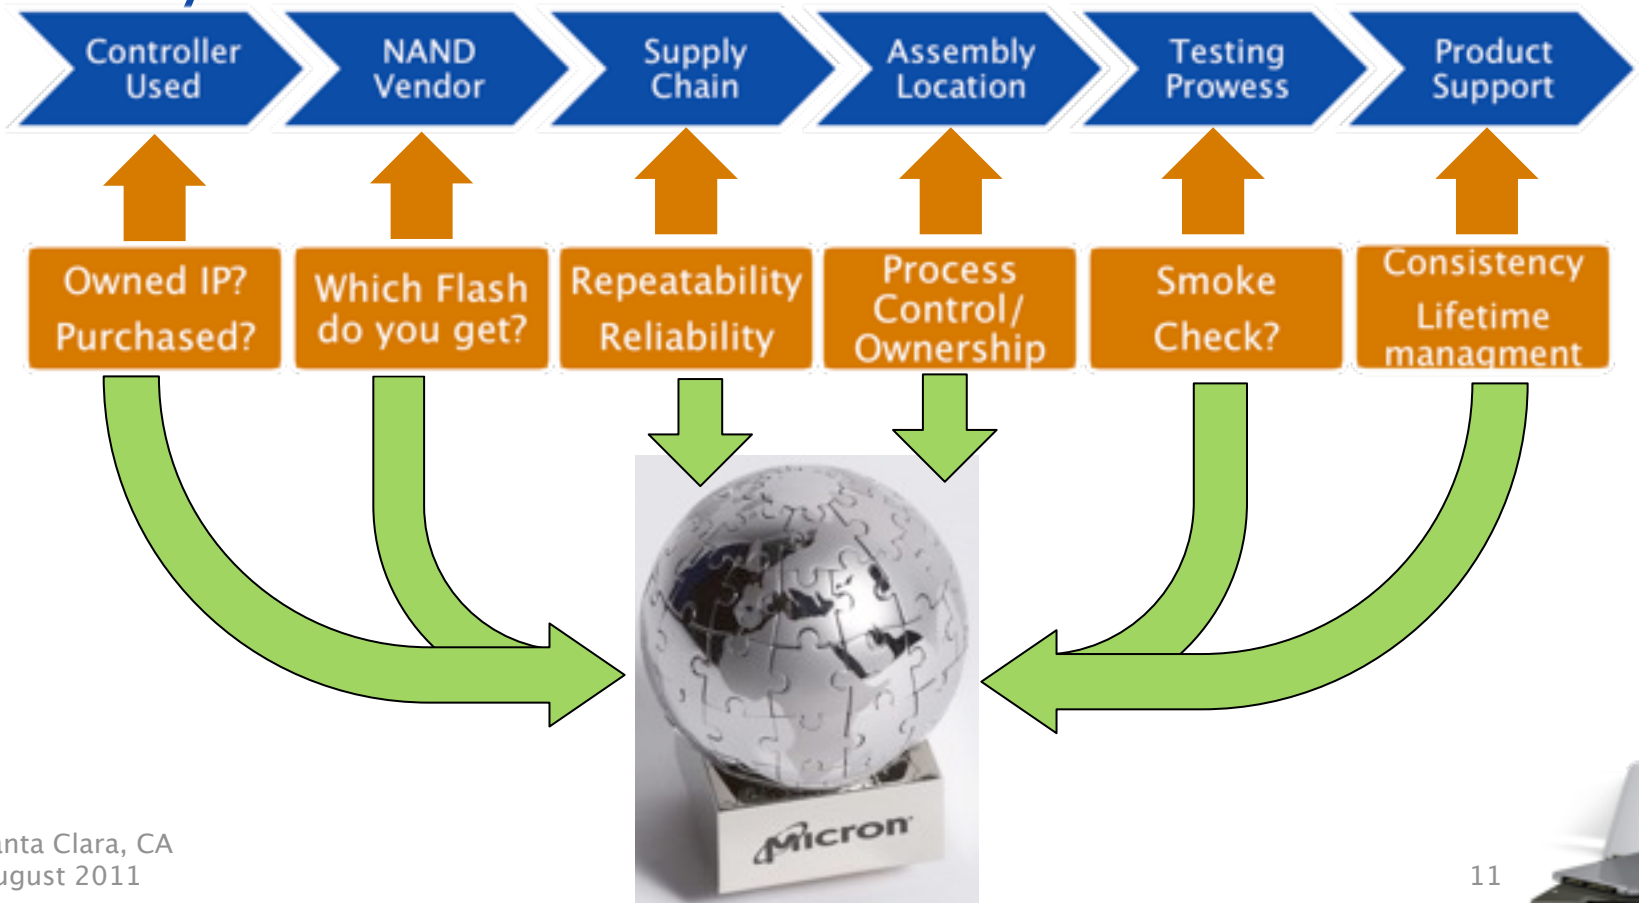 Controller
Used
NAND
Vendor
Supply
Chain
Assembly
Location
Testing
Prowess
Product
Support
Owned IP?
Purchased?
Which Flash
do you get?
Repeatability
Reliability
Process
Control/
Ownership
Smoke
Check?
Consistency
Lifetime
managment
Micron
anta Clara, CA
ugust 2011
11